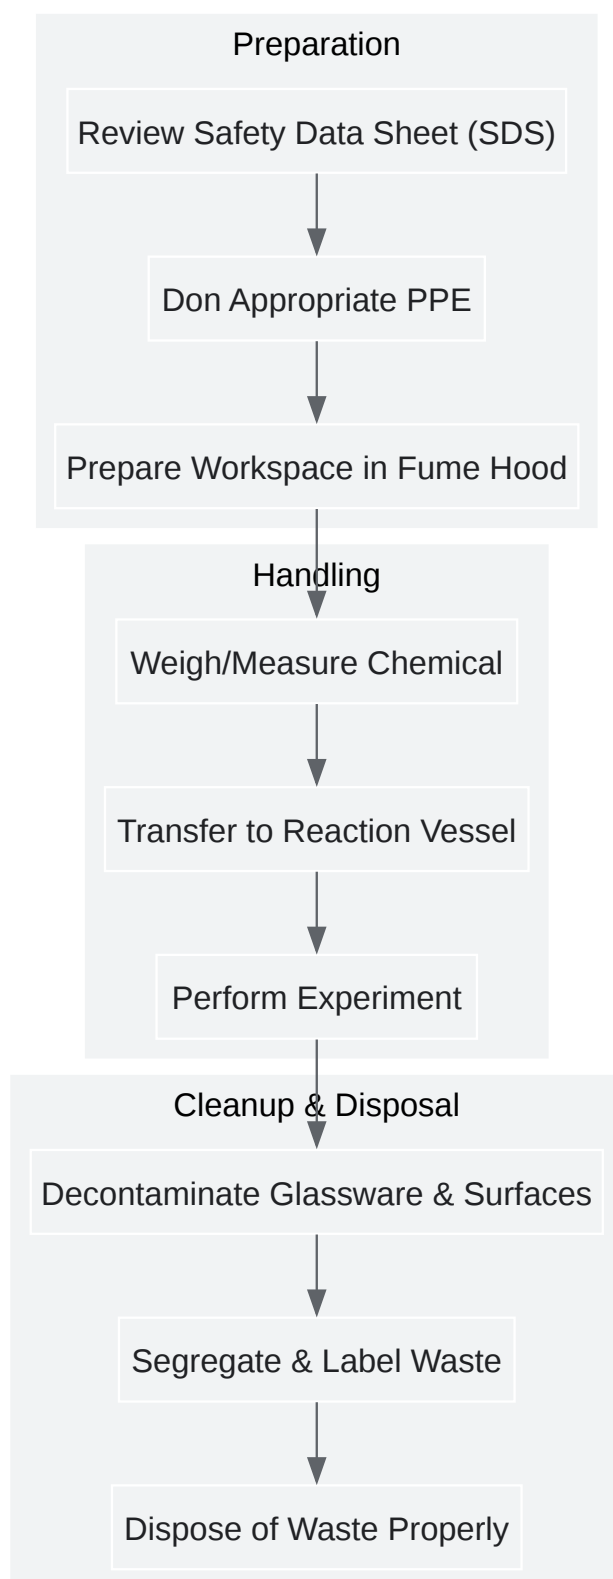 Preparation
Review Safety Data Sheet (SDS)
Don Appropriate PPE
Prepare Workspace in Fume Hood
Handling
Weigh/Measure Chemical
Transfer to Reaction Vessel
Perform Experiment
Cleanup & Disposal
Decontaminate Glassware & Surfaces
Segregate & Label Waste
Dispose of Waste Properly